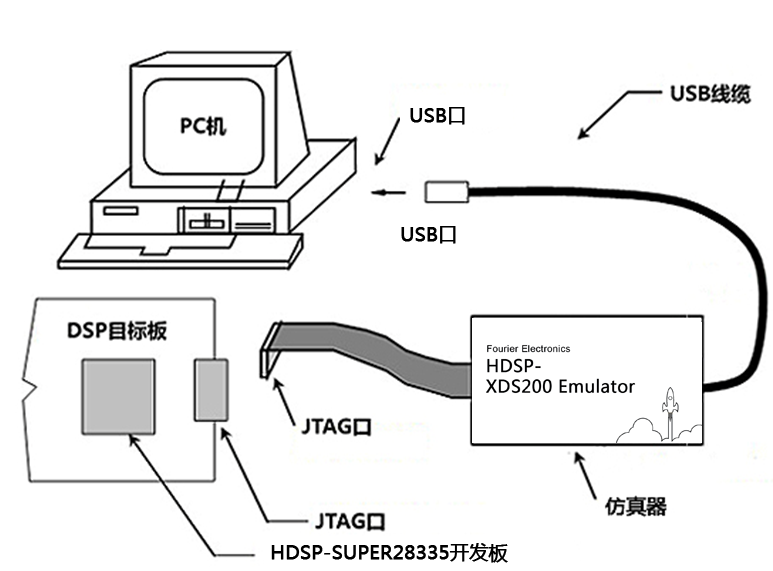 PC机
USB口
USB线缆
USB口
DSP目标板
Fourier Electronics
HDSP-
XDS200 Emulator
JTAG口
仿真器
JTAG口
HDSP-SUPER28335开发板